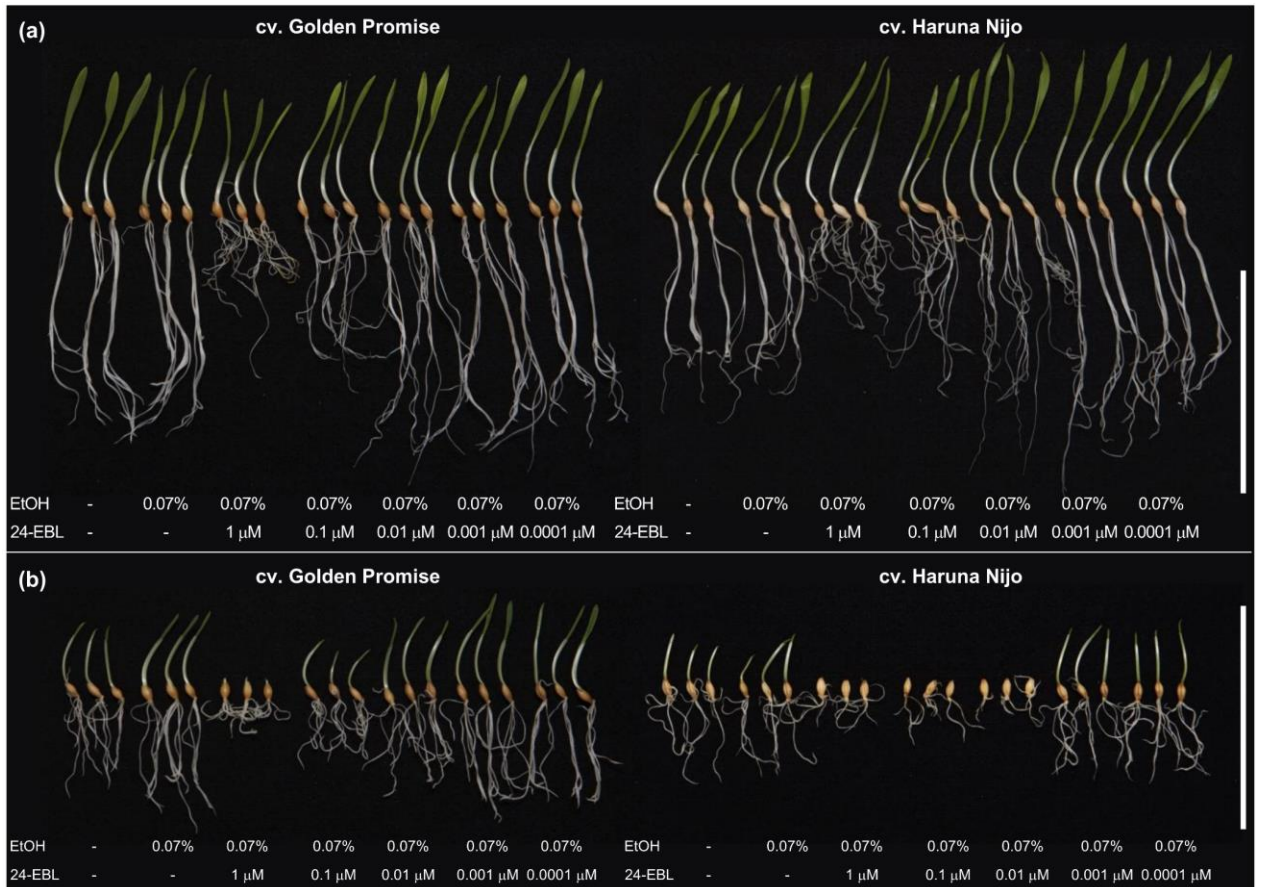 (a) cv. Golden Promise cv. Haruna Nijo
EtOH - 0.07% 0.07% 0.07% 0.07% 0.07% 0.07% EtOH - 0.07% 0.07% 0.07% 0.07% 0.07% 0.07%
24-EBL - - 1 μM 0.1 μM 0.01 μM 0.001 μM 0.0001 μM 24-EBL - - 1 μM 0.1 μM 0.01 μM 0.001 μM 0.0001 μM
(b) cv. Golden Promise cv. Haruna Nijo
EtOH - 0.07% 0.07% 0.07% 0.07% 0.07% 0.07% EtOH - 0.07% 0.07% 0.07% 0.07% 0.07% 0.07%
24-EBL - - 1 μM 0.1 μM 0.01 μM 0.001 μM 0.0001 μM 24-EBL - - 1 μM 0.1 μM 0.01 μM 0.001 μM 0.0001 μM